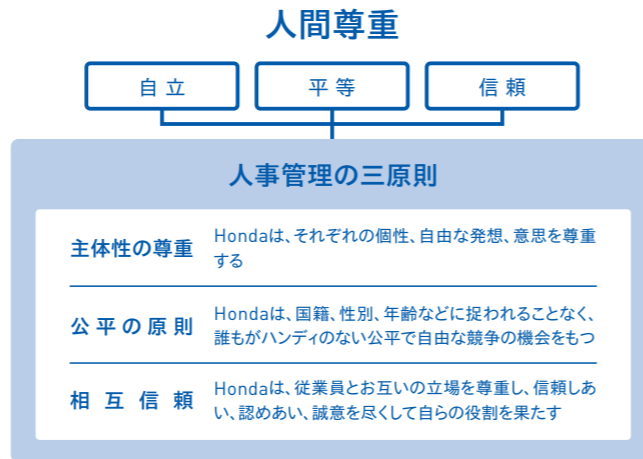 人間尊重
自立 平等 信頼
人事管理の三原則
主体性の尊重
Hondaは、それぞれの個性、自由な発想、意思を尊重
する
公平の原則
Hondaは、国籍、性別、年齢などに捉われることなく、
誰もがハンディのない公平で自由な競争の機会をもつ
相互信頼
Hondaは、従業員とお互いの立場を尊重し、信頼しあ
い、認めあい、誠意を尽くして自らの役割を果たす